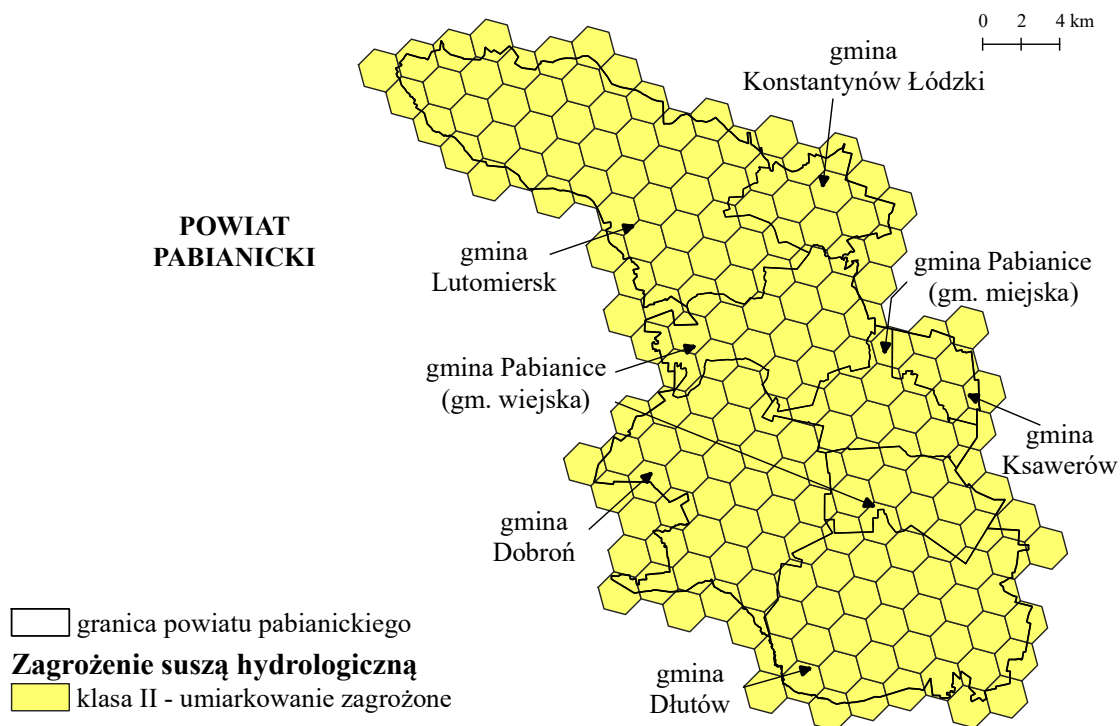 0 2 4 km
gmina
Konstantynów Łódzki
POWIAT
PABIANICKI
gmina
Lutomiersk
gmina Pabianice
(gm. miejska)
gmina Pabianice
(gm. wiejska)
gmina
Ksawerów
gmina
Dobroń
granica powiatu pabianickiego
Zagrożenie suszą hydrologiczną
klasa II - umiarkowanie zagrożone
gmina
Dłutów